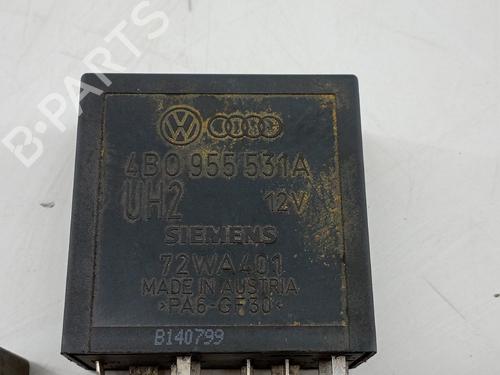 B-PARTS
4B0 955 531A
UH2 12V
SIEMENS
72WA401
MADE IN AUSTRIA
>PA6-GF30<
B140799